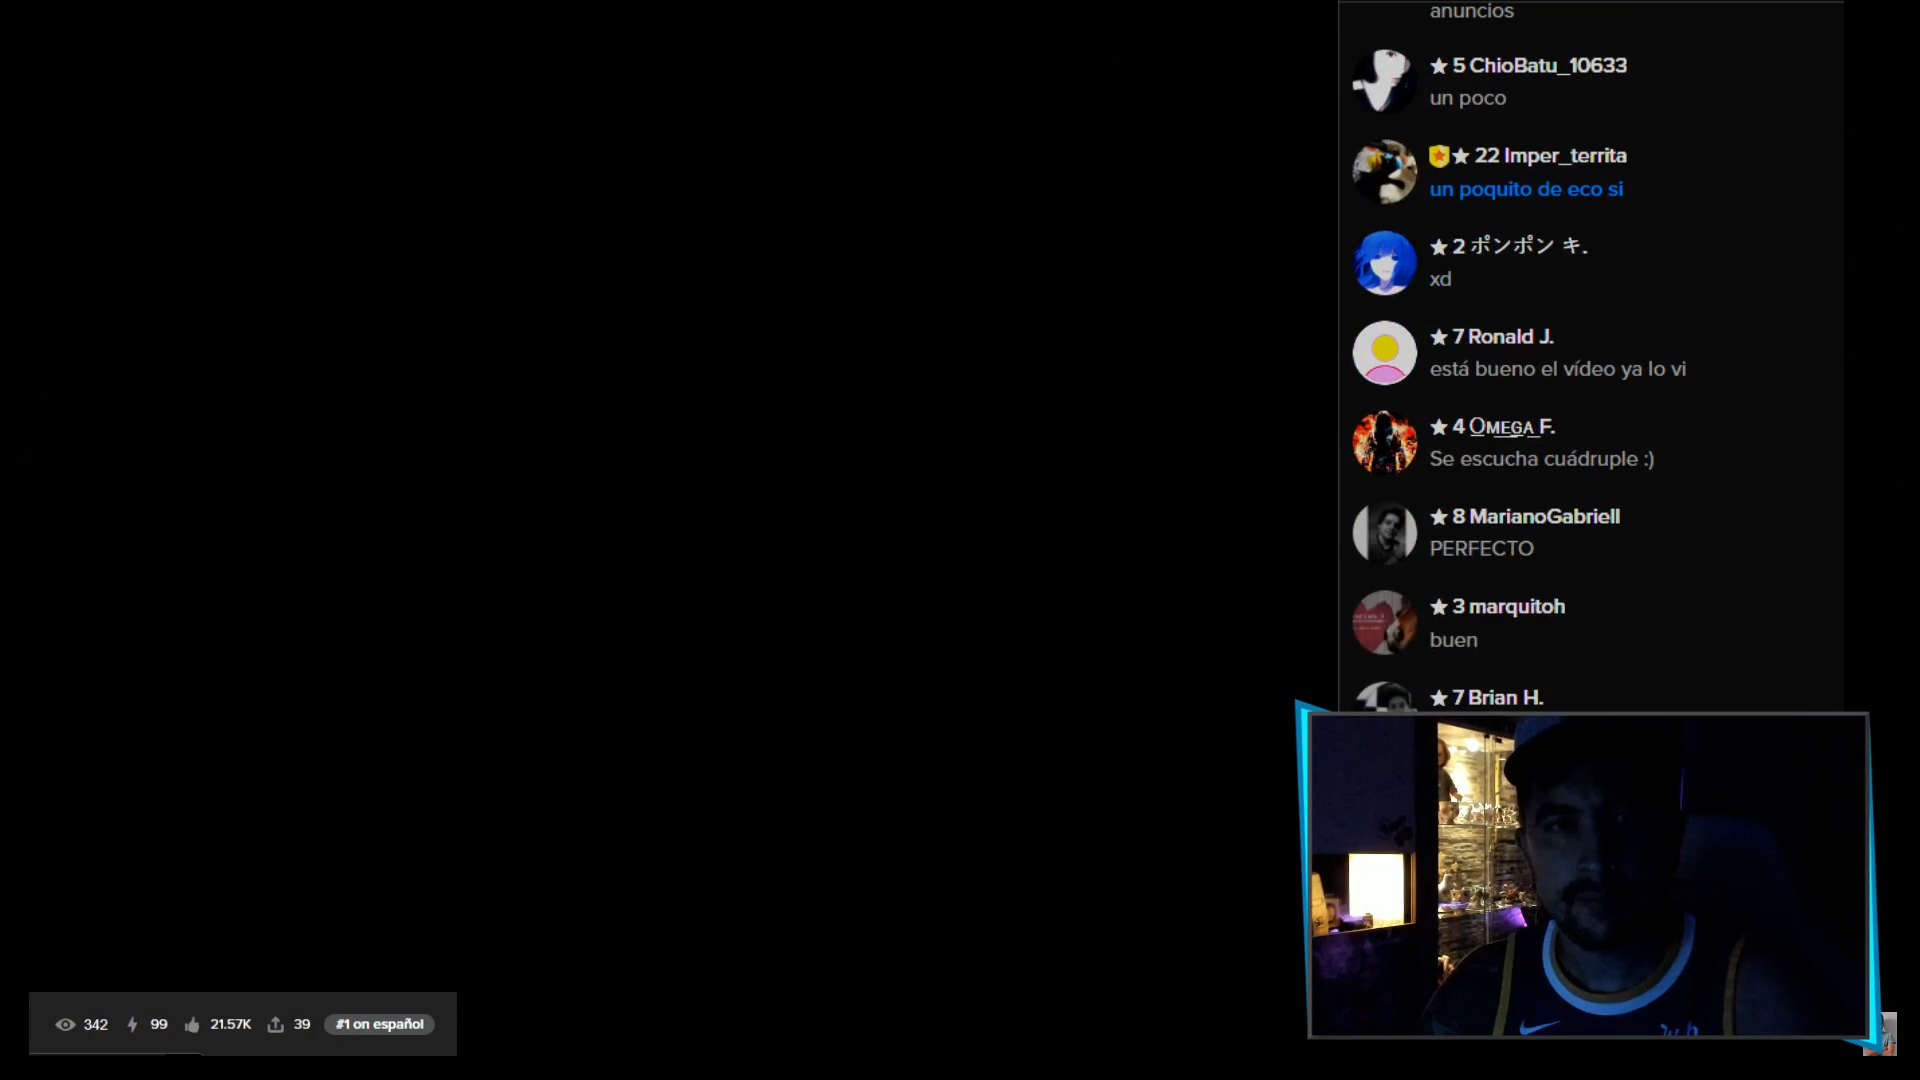 anuncios
5 ChioBatu_10633
un poco
22 Imper_territa
un poquito de eco si
2 ポンポン キ.
xd
7 Ronald J.
está bueno el vídeo ya lo vi
4 OMEGA F.
Se escucha cuádruple :)
8 MarianoGabriell
PERFECTO
3 marquitoh
buen
7 Brian H.
342 99 21.57K 39 #1 on español